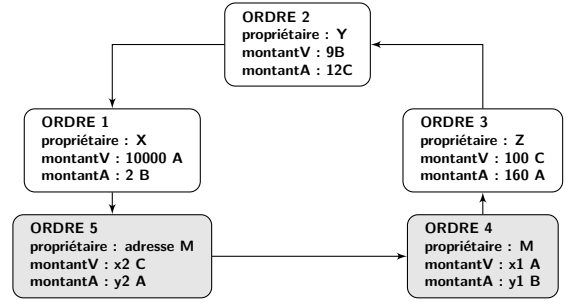 ORDRE 2
propriétaire : Y
montantV : 9B
montantA : 12C
ORDRE 1
propriétaire : X
montantV : 10000 A
montantA : 2 B
ORDRE 3
propriétaire : Z
montantV : 100 C
montantA : 160 A
ORDRE 5
propriétaire : adresse M
montantV : x2 C
montantA : y2 A
ORDRE 4
propriétaire : M
montantV : x1 A
montantA : y1 B